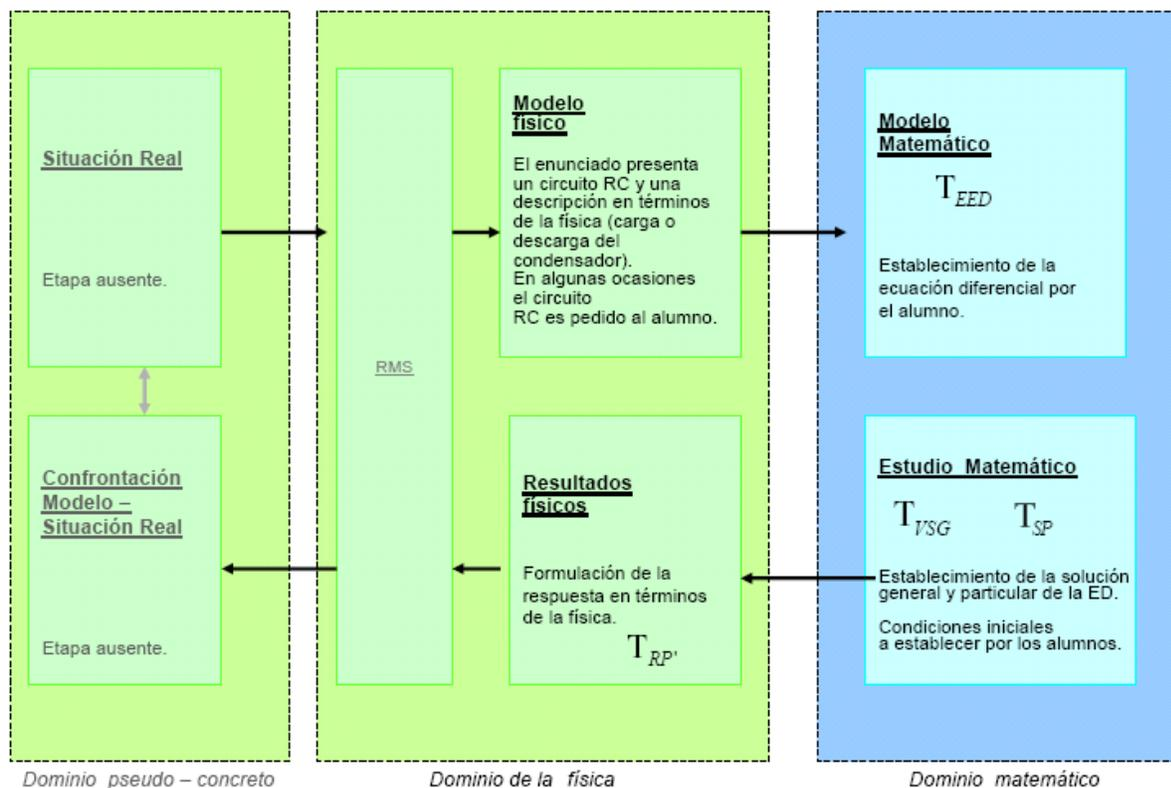 Situación Real
Etapa ausente.
Confrontación
Modelo –
Situación Real
Etapa ausente.
Dominio pseudo – concreto
RMS
Modelo
físico
El enunciado presenta
un circuito RC y una
descripción en términos
de la física (carga o
descarga del
condensador).
En algunas ocasiones
el circuito
RC es pedido al alumno.
Resultados
físicos
Formulación de la
respuesta en términos
de la física.
T_RP'
Dominio de la física
Modelo
Matemático
T_EED
Establecimiento de la
ecuación diferencial por
el alumno.
Estudio Matemático
T_VSG T_SP
Establecimiento de la solución
general y particular de la ED.
Condiciones iniciales
a establecer por los alumnos.
Dominio matemático